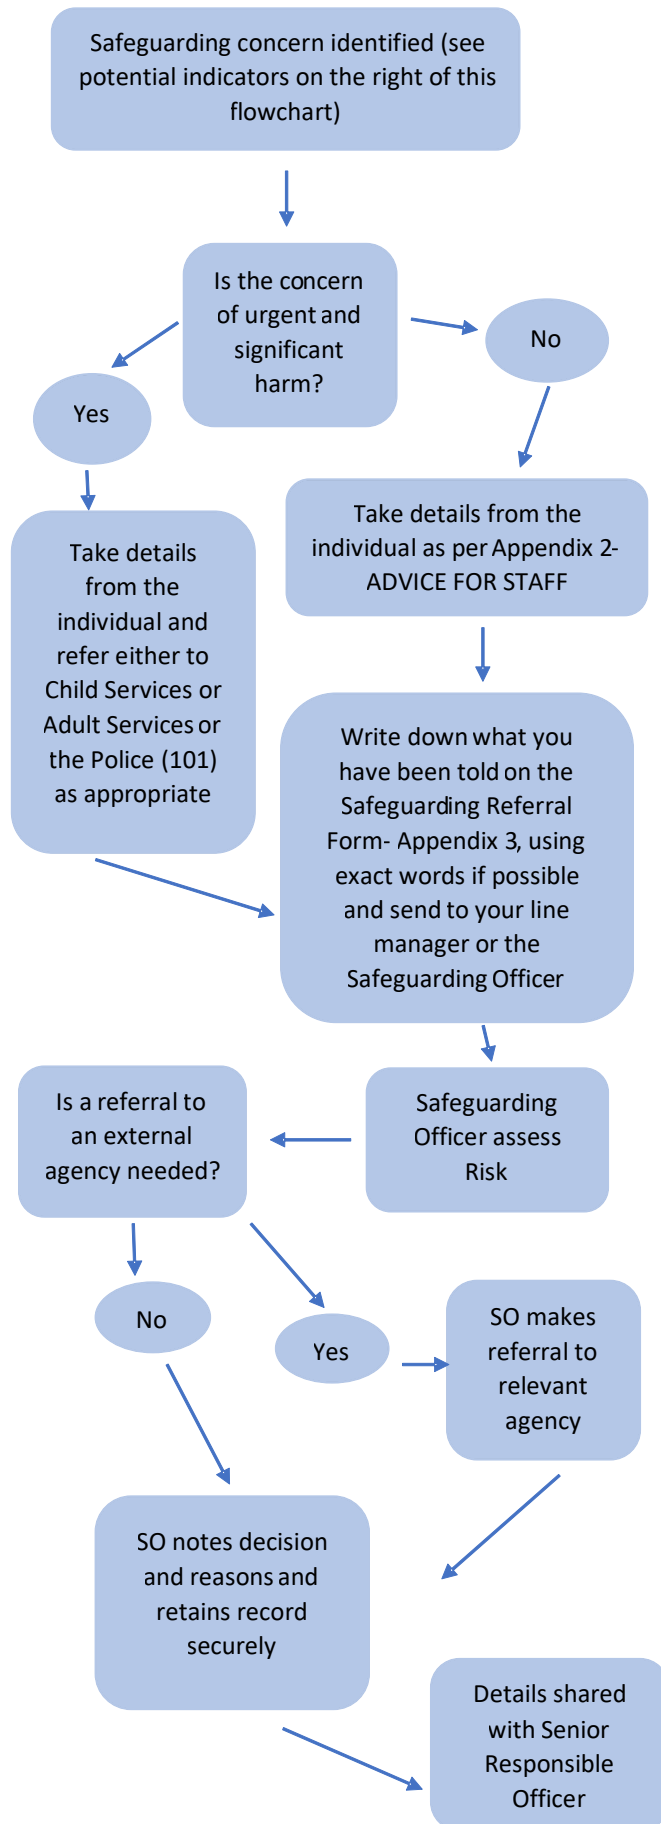 Safeguarding concern identified (see
potential indicators on the right of this
flowchart)
Is the concern
of urgent and
significant
harm?
No
Yes
Take details from the
individual as per Appendix 2-
ADVICE FOR STAFF
Take details
from the
individual and
refer either to
Child Services or
Adult Services or
the Police (101)
as appropriate
Write down what you
have been told on the
Safeguarding Referral
Form- Appendix 3, using
exact words if possible
and send to your line
manager or the
Safeguarding Officer
Is a referral to
an external
agency needed?
Safeguarding
Officer assess
Risk
No
Yes
SO makes
referral to
relevant
agency
SO notes decision
and reasons and
retains record
securely
Details shared
with Senior
Responsible
Officer